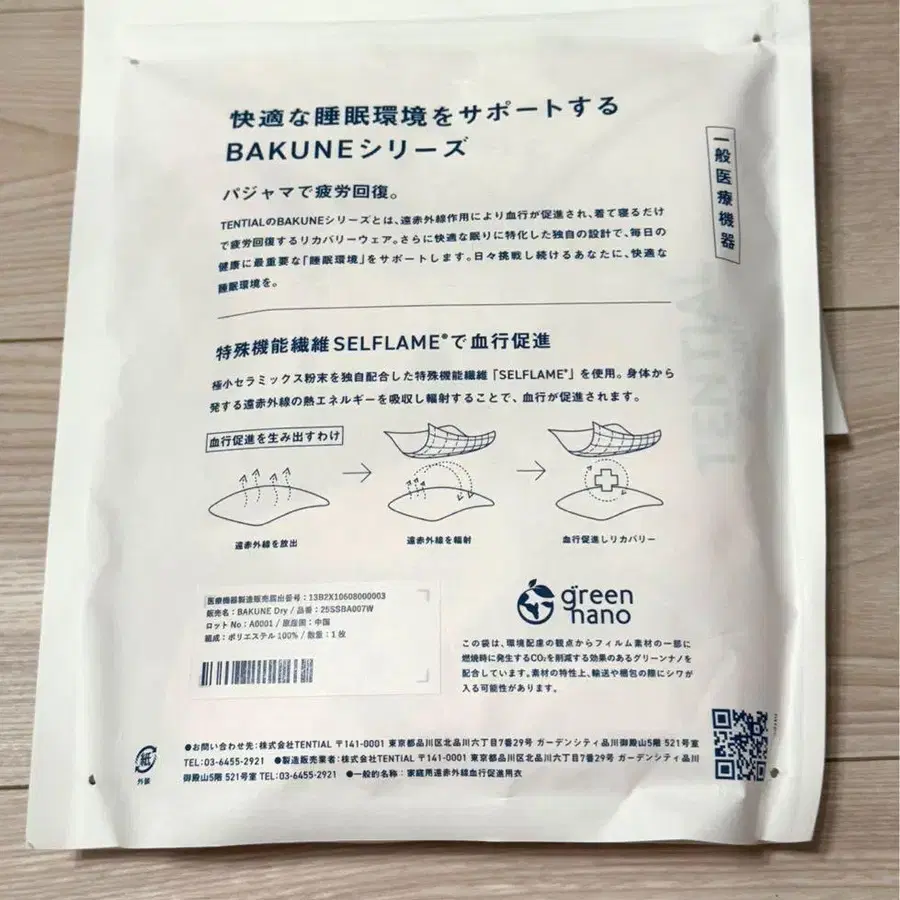 快適な睡眠環境をサポートする
BAKUNEシリーズ
一般医療機器
パジャマで疲労回復。
TENTIALのBAKUNEシリーズとは、遠赤外線作用により血行が促進され、着て寝るだけ
で疲労回復するリカバリーウェア。さらに快適な眠りに特化した独自の設計で、毎日の
健康に最重要な「睡眠環境」をサポートします。日々挑戦し続けるあなたに、快適な
睡眠環境を。
特殊機能繊維SELFLAME®で血行促進
極小セラミックス粉末を独自配合した特殊機能繊維「SELFLAME®」を使用。身体から
発する遠赤外線の熱エネルギーを吸収し輻射することで、血行が促進されます。
血行促進を生み出すわけ
遠赤外線を放出
遠赤外線を輻射
血行促進しリカバリー
医療機器製造販売届出番号：13B2X10608000003
販売名：BAKUNE Dry / 品番：25SSBA007W
ロット No：A0001 / 原産国：中国
組成：ポリエステル 100% / 数量：1 枚
green
nano
この袋は、環境配慮の観点からフィルム素材の一部に
燃焼時に発生するCO₂を削減する効果のあるグリーンナノを
配合しています。素材の特性上、輸送や梱包の際にシワが
入る可能性があります。
紙
外装
●お問い合わせ先：株式会社TENTIAL 〒141-0001 東京都品川区北品川六丁目7番29号 ガーデンシティ品川御殿山5階 521号室
TEL：03-6455-2921 ●製造販売業者：株式会社TENTIAL 〒141-0001 東京都品川区北品川六丁目7番29号 ガーデンシティ品川
御殿山5階 521号室 TEL：03-6455-2921 ●一般的名称：家庭用遠赤外線血行促進用衣